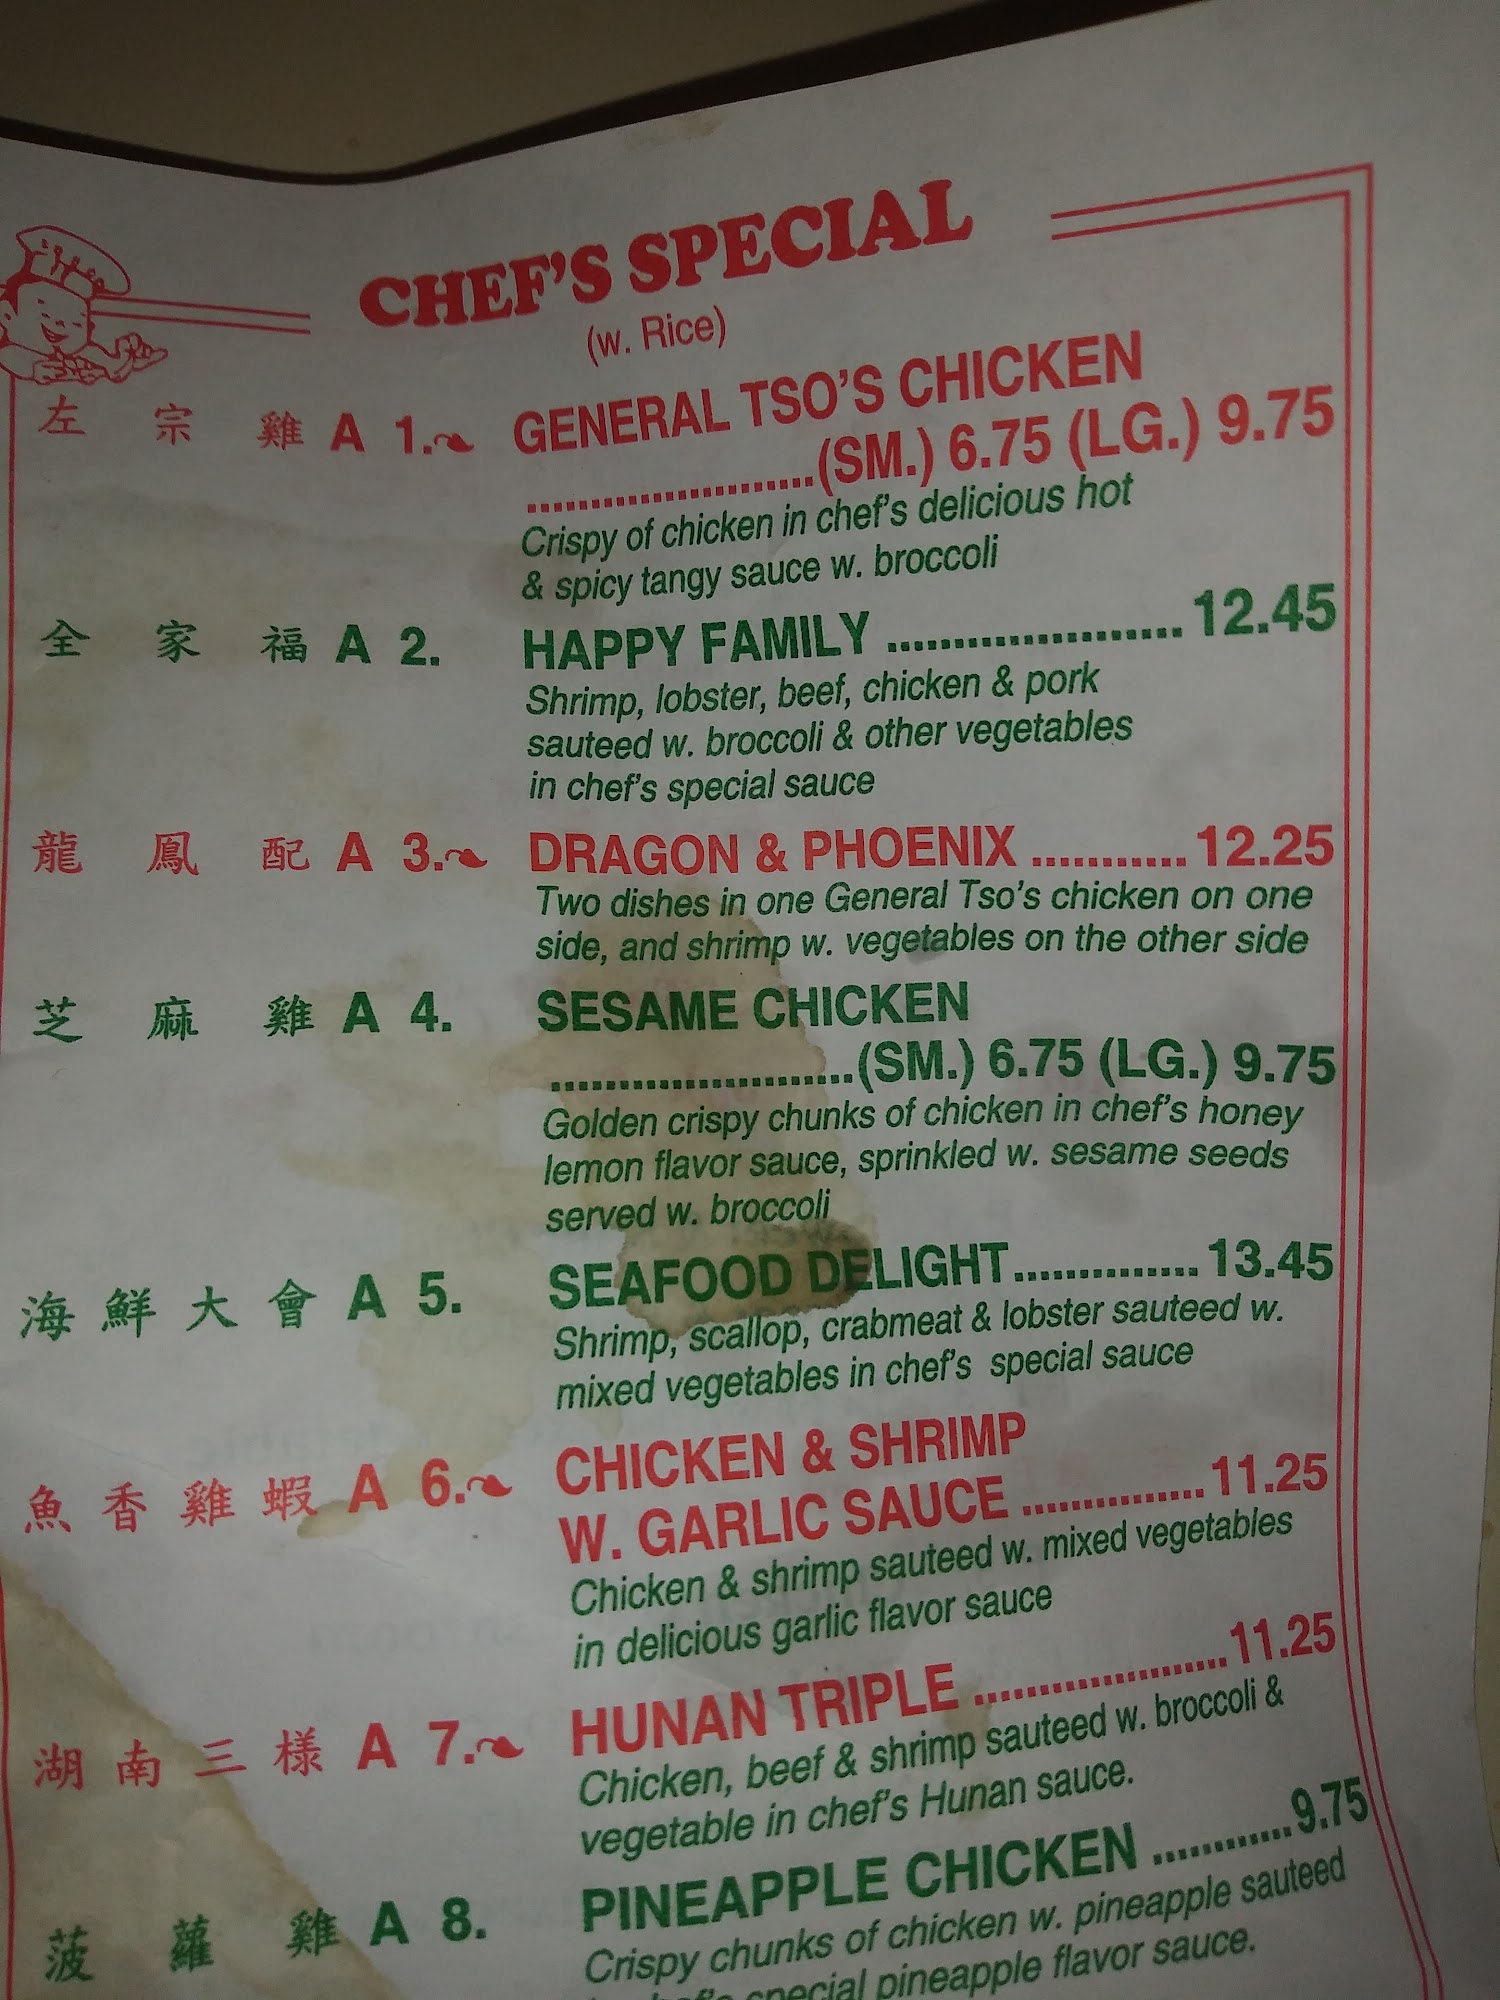 CHEF'S SPECIAL
(w. Rice)
左 宗 雞 A 1. GENERAL TSO'S CHICKEN
......................(SM.) 6.75 (LG.) 9.75
Crispy of chicken in chef's delicious hot
& spicy tangy sauce w. broccoli
全 家 福 A 2. HAPPY FAMILY ...................... 12.45
Shrimp, lobster, beef, chicken & pork
sauteed w. broccoli & other vegetables
in chef's special sauce
龍 鳳 配 A 3. DRAGON & PHOENIX ........... 12.25
Two dishes in one General Tso's chicken on one
side, and shrimp w. vegetables on the other side
芝 麻 雞 A 4. SESAME CHICKEN
.......................(SM.) 6.75 (LG.) 9.75
Golden crispy chunks of chicken in chef's honey
lemon flavor sauce, sprinkled w. sesame seeds
served w. broccoli
海 鮮 大 會 A 5. SEAFOOD DELIGHT.............. 13.45
Shrimp, scallop, crabmeat & lobster sauteed w.
mixed vegetables in chef's special sauce
魚 香 雞 蝦 A 6. CHICKEN & SHRIMP
W. GARLIC SAUCE .............. 11.25
Chicken & shrimp sauteed w. mixed vegetables
in delicious garlic flavor sauce
湖 南 三 樣 A 7. HUNAN TRIPLE .................... 11.25
Chicken, beef & shrimp sauteed w. broccoli &
vegetable in chef's Hunan sauce.
菠 蘿 雞 A 8. PINEAPPLE CHICKEN ............ 9.75
Crispy chunks of chicken w. pineapple sauteed
special pineapple flavor sauce.